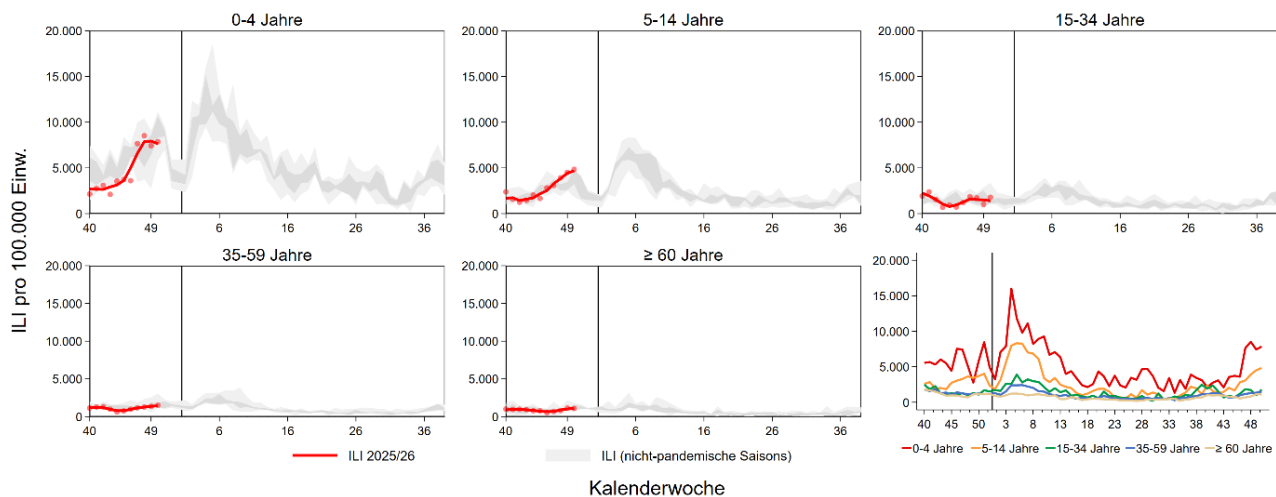 ILI pro 100.000 Einw.
0-4 Jahre
20.000
15.000
10.000
5.000
0
40 49 6 16 26 36
5-14 Jahre
20.000
15.000
10.000
5.000
0
40 49 6 16 26 36
15-34 Jahre
20.000
15.000
10.000
5.000
0
40 49 6 16 26 36
35-59 Jahre
20.000
15.000
10.000
5.000
0
40 49 6 16 26 36
≥ 60 Jahre
20.000
15.000
10.000
5.000
0
40 49 6 16 26 36
20.000
15.000
10.000
5.000
0
40 45 50 3 8 13 18 23 28 33 38 43 48
0-4 Jahre 5-14 Jahre 15-34 Jahre 35-59 Jahre ≥ 60 Jahre
ILI 2025/26 ILI (nicht-pandemische Saisons)
Kalenderwoche